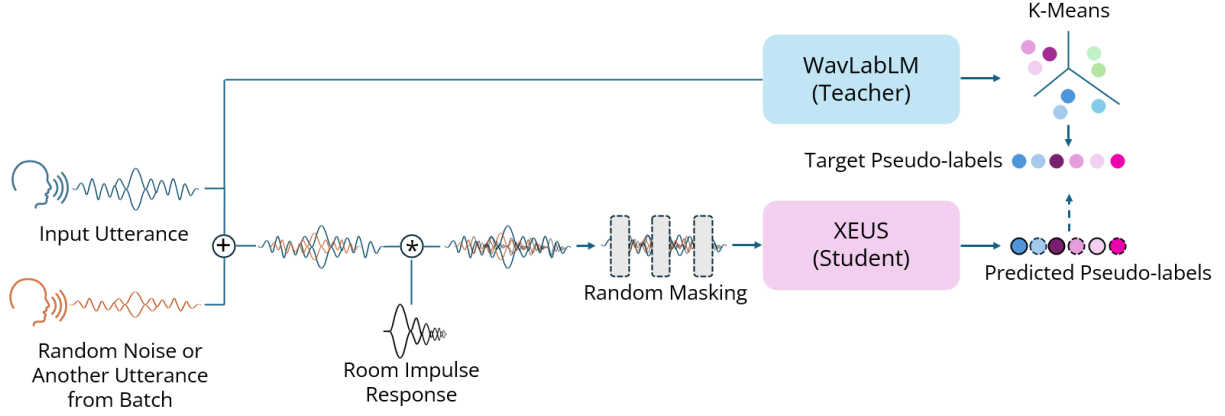 K-Means
WavLabLM
(Teacher)
Target Pseudo-labels
Input Utterance
+
*
XEUS
(Student)
Predicted Pseudo-labels
Random Masking
Random Noise or
Another Utterance
from Batch
Room Impulse
Response